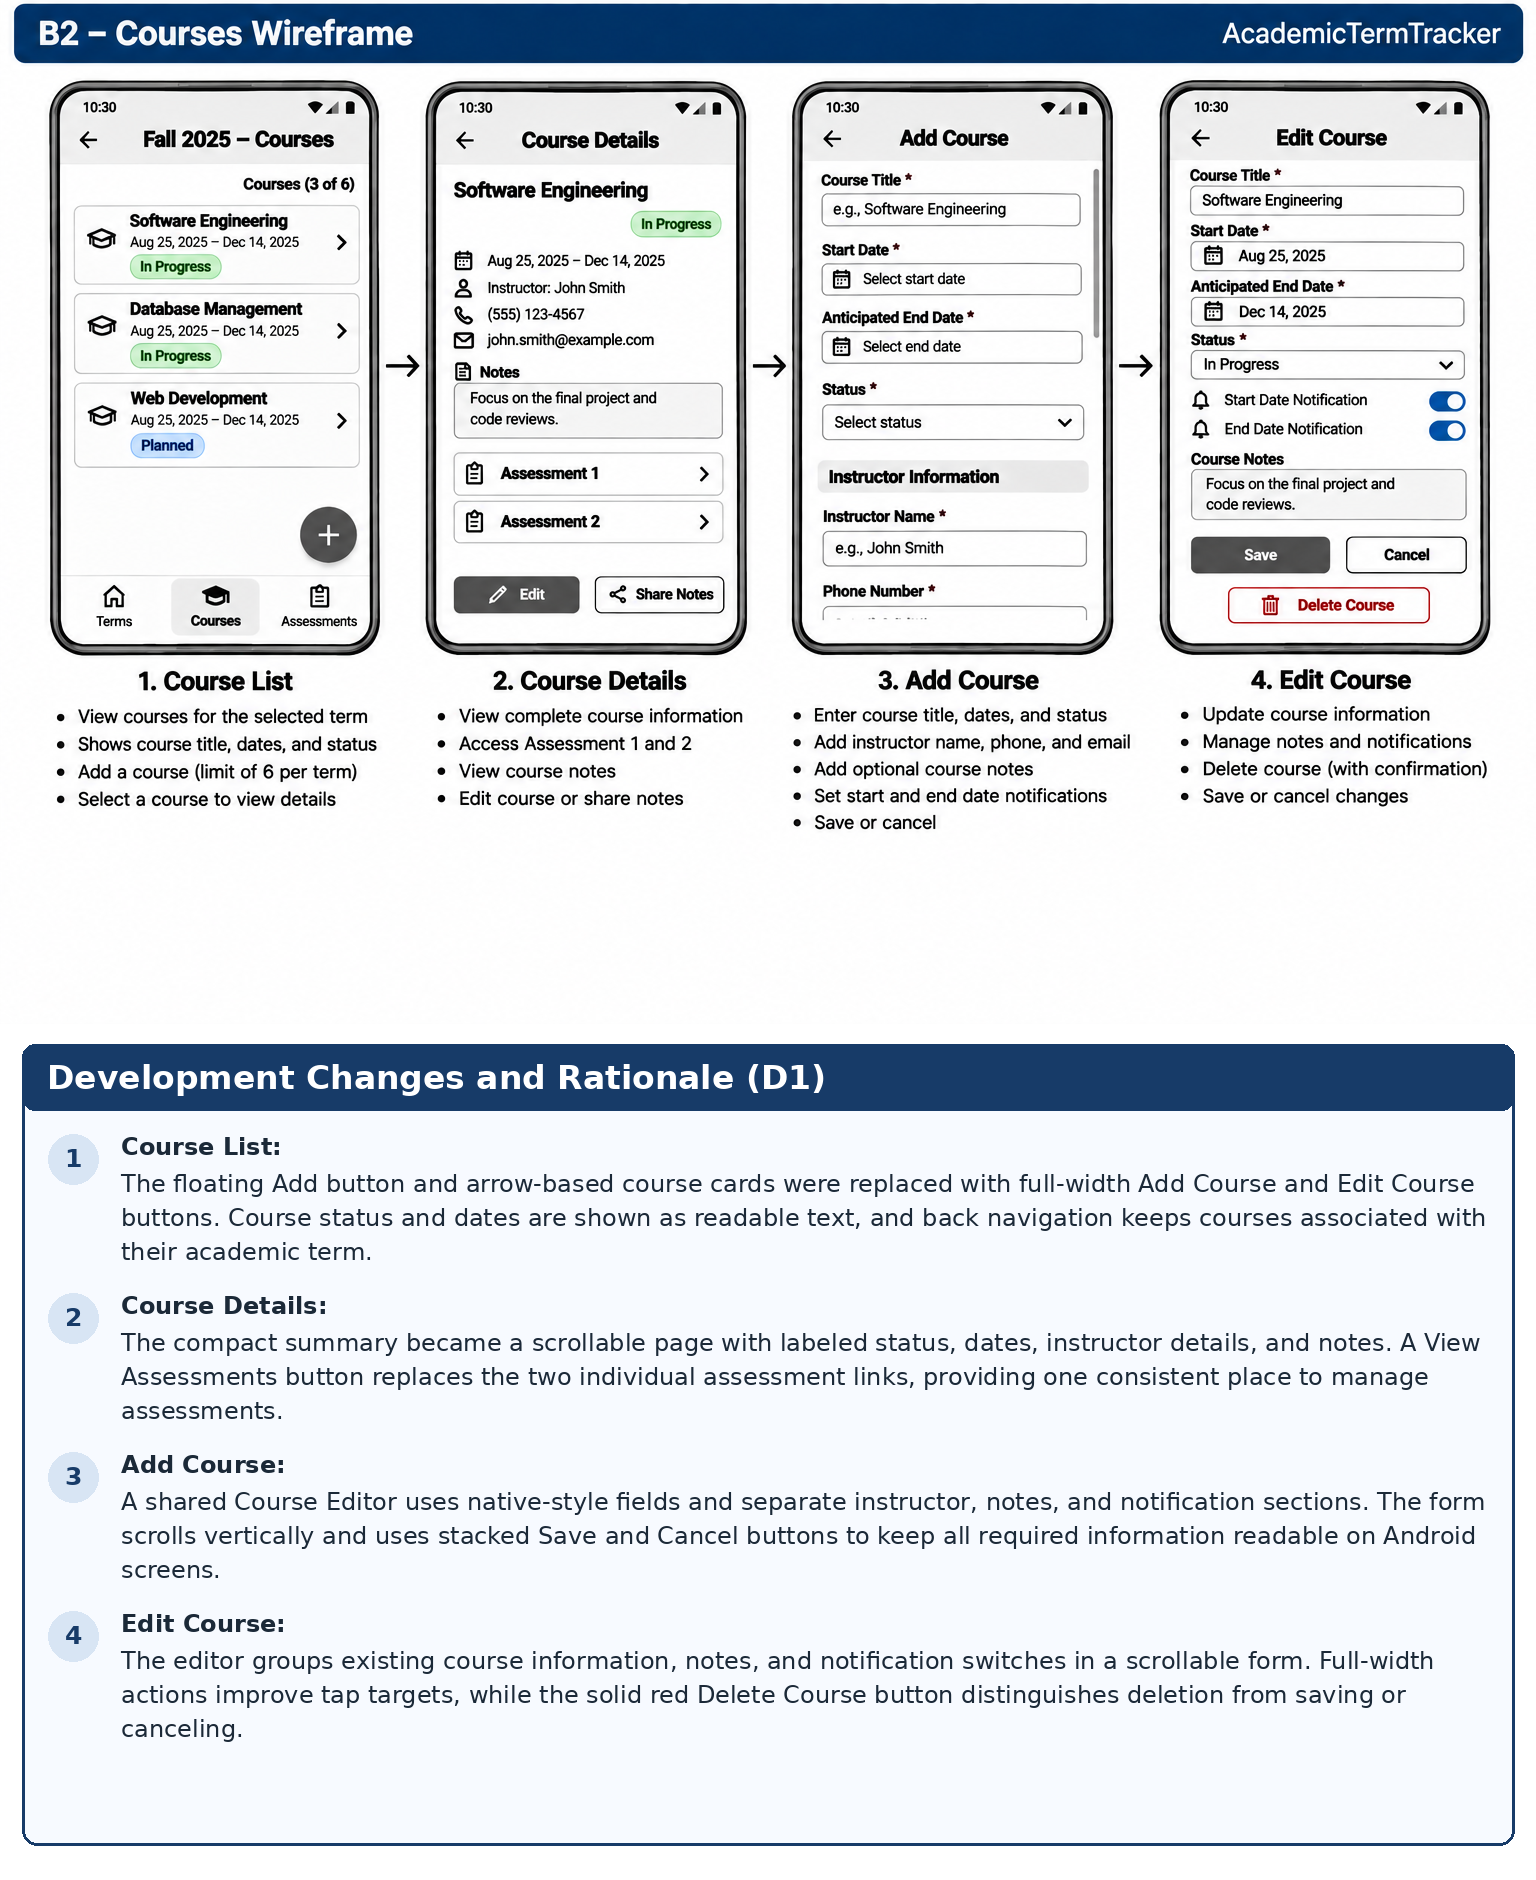 B2 – Courses Wireframe
AcademicTermTracker
10:30
Fall 2025 – Courses
Courses (3 of 6)
Software Engineering
Aug 25, 2025 – Dec 14, 2025
In Progress
Database Management
Aug 25, 2025 – Dec 14, 2025
In Progress
Web Development
Aug 25, 2025 – Dec 14, 2025
Planned
Terms
Courses
Assessments
1. Course List
• View courses for the selected term
• Shows course title, dates, and status
• Add a course (limit of 6 per term)
• Select a course to view details
10:30
Course Details
Software Engineering
In Progress
Aug 25, 2025 – Dec 14, 2025
Instructor: John Smith
(555) 123-4567
john.smith@example.com
Notes
Focus on the final project and
code reviews.
Assessment 1
Assessment 2
Edit
Share Notes
2. Course Details
• View complete course information
• Access Assessment 1 and 2
• View course notes
• Edit course or share notes
10:30
Add Course
Course Title *
e.g., Software Engineering
Start Date *
Select start date
Anticipated End Date *
Select end date
Status *
Select status
Instructor Information
Instructor Name *
e.g., John Smith
Phone Number *
3. Add Course
• Enter course title, dates, and status
• Add instructor name, phone, and email
• Add optional course notes
• Set start and end date notifications
• Save or cancel
10:30
Edit Course
Course Title *
Software Engineering
Start Date *
Aug 25, 2025
Anticipated End Date *
Dec 14, 2025
Status *
In Progress
Start Date Notification
End Date Notification
Course Notes
Focus on the final project and
code reviews.
Save
Cancel
Delete Course
4. Edit Course
• Update course information
• Manage notes and notifications
• Delete course (with confirmation)
• Save or cancel changes
Development Changes and Rationale (D1)
1
Course List:
The floating Add button and arrow-based course cards were replaced with full-width Add Course and Edit Course
buttons. Course status and dates are shown as readable text, and back navigation keeps courses associated with
their academic term.
2
Course Details:
The compact summary became a scrollable page with labeled status, dates, instructor details, and notes. A View
Assessments button replaces the two individual assessment links, providing one consistent place to manage
assessments.
3
Add Course:
A shared Course Editor uses native-style fields and separate instructor, notes, and notification sections. The form
scrolls vertically and uses stacked Save and Cancel buttons to keep all required information readable on Android
screens.
4
Edit Course:
The editor groups existing course information, notes, and notification switches in a scrollable form. Full-width
actions improve tap targets, while the solid red Delete Course button distinguishes deletion from saving or
canceling.